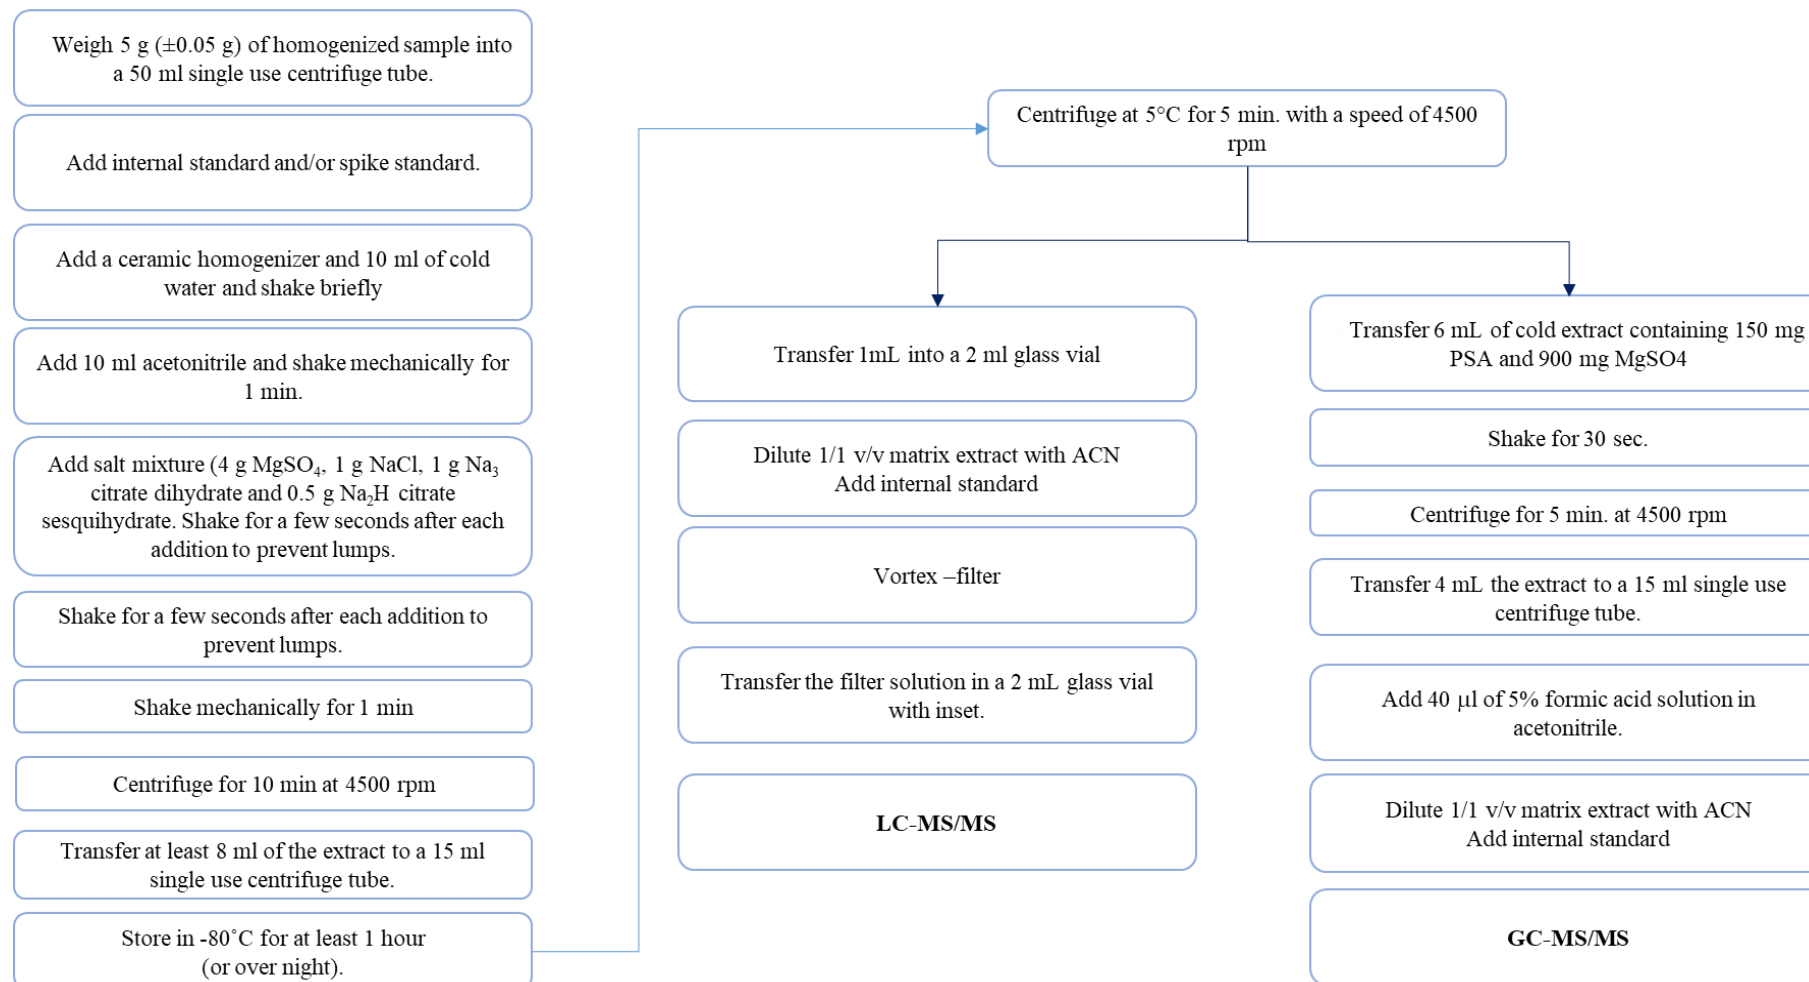 Weigh 5 g (±0.05 g) of homogenized sample into
a 50 ml single use centrifuge tube.
Add internal standard and/or spike standard.
Add a ceramic homogenizer and 10 ml of cold
water and shake briefly
Add 10 ml acetonitrile and shake mechanically for
1 min.
Add salt mixture (4 g MgSO₄, 1 g NaCl, 1 g Na₃
citrate dihydrate and 0.5 g Na₂H citrate
sesquihydrate. Shake for a few seconds after each
addition to prevent lumps.
Shake for a few seconds after each addition to
prevent lumps.
Shake mechanically for 1 min
Centrifuge for 10 min at 4500 rpm
Transfer at least 8 ml of the extract to a 15 ml
single use centrifuge tube.
Store in -80˚C for at least 1 hour
(or over night).
Centrifuge at 5°C for 5 min. with a speed of 4500
rpm
Transfer 1mL into a 2 ml glass vial
Dilute 1/1 v/v matrix extract with ACN
Add internal standard
Vortex –filter
Transfer the filter solution in a 2 mL glass vial
with inset.
LC-MS/MS
Transfer 6 mL of cold extract containing 150 mg
PSA and 900 mg MgSO4
Shake for 30 sec.
Centrifuge for 5 min. at 4500 rpm
Transfer 4 mL the extract to a 15 ml single use
centrifuge tube.
Add 40 µl of 5% formic acid solution in
acetonitrile.
Dilute 1/1 v/v matrix extract with ACN
Add internal standard
GC-MS/MS